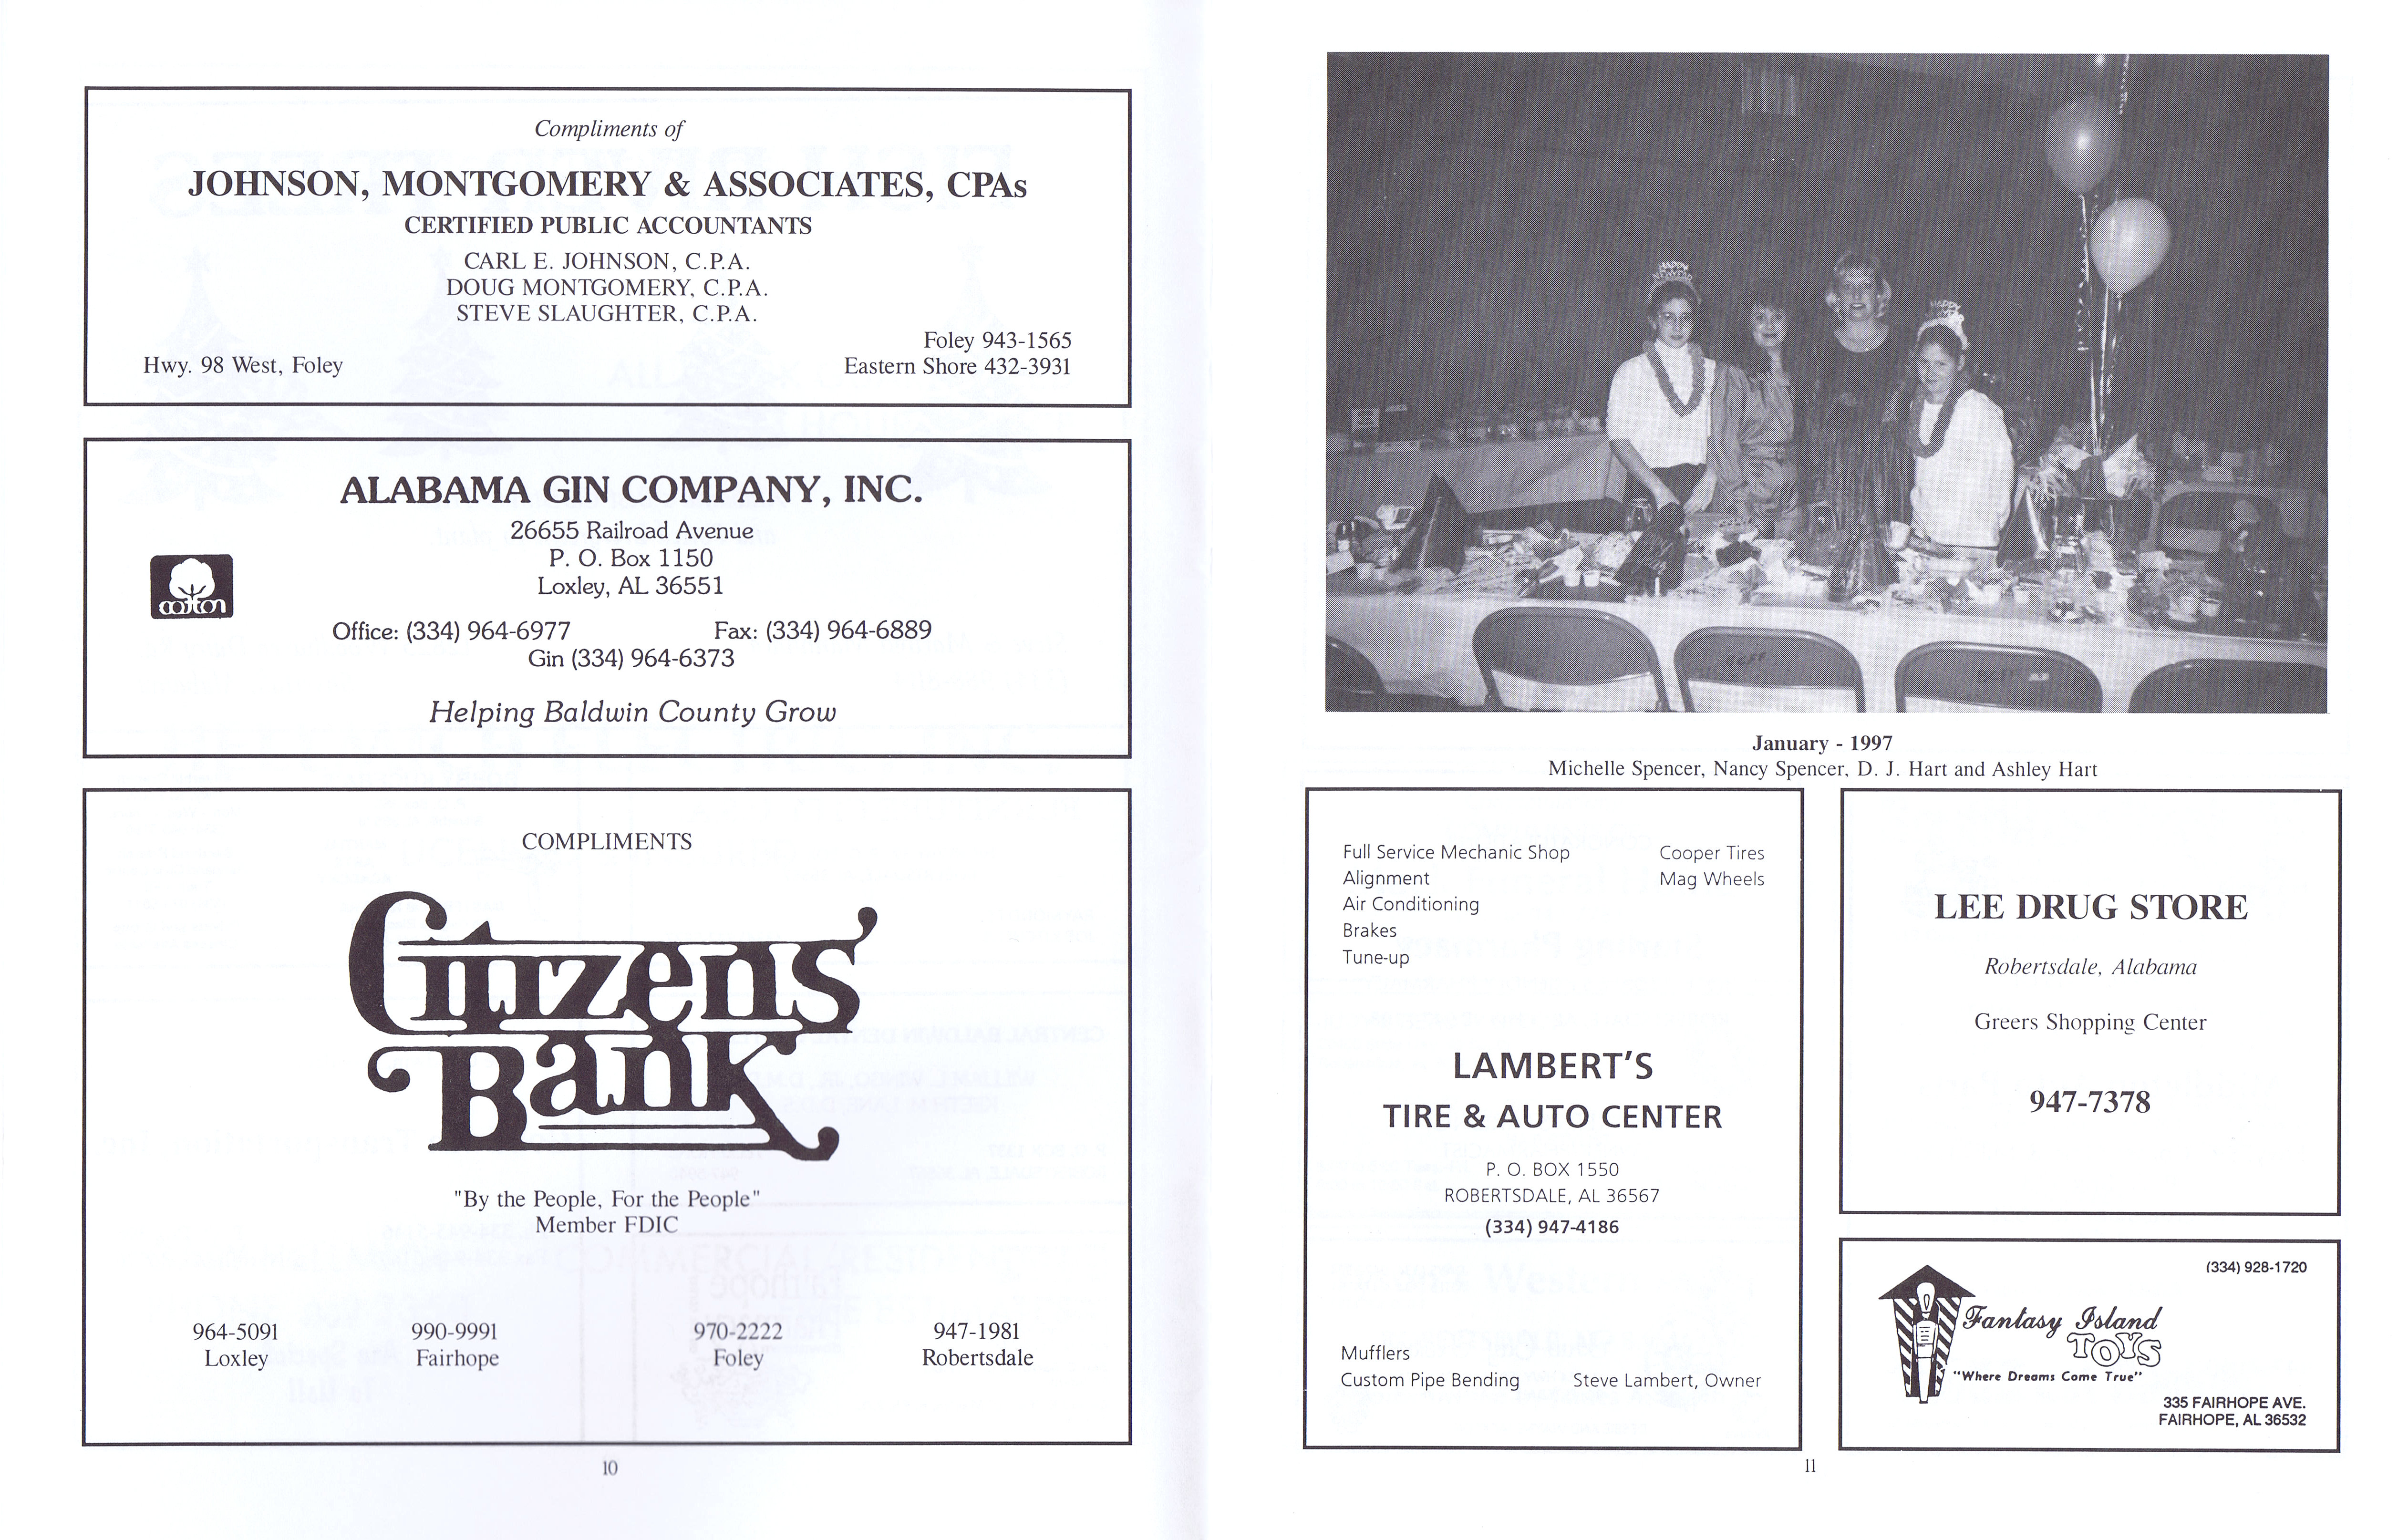 Compliments of
JOHNSON, MONTGOMERY & ASSOCIATES, CPAs
CERTIFIED PUBLIC ACCOUNTANTS
CARL E. JOHNSON, C.P.A.
DOUG MONTGOMERY, C.P.A.
STEVE SLAUGHTER, C.P.A.
Foley 943-1565
Hwy. 98 West, Foley
Eastern Shore 432-3931
ALABAMA GIN COMPANY, INC.
26655 Railroad Avenue
P. O. Box 1150
Loxley, AL 36551
cotton
Office: (334) 964-6977 Fax: (334) 964-6889
Gin (334) 964-6373
Helping Baldwin County Grow
COMPLIMENTS
Citizens'
Bank
"By the People, For the People"
Member FDIC
964-5091 990-9991 970-2222 947-1981
Loxley Fairhope Foley Robertsdale
10
HAPPY
NEW YEAR
HAPPY
BCFF
BCFF
January - 1997
Michelle Spencer, Nancy Spencer, D. J. Hart and Ashley Hart
Full Service Mechanic Shop Cooper Tires
Alignment Mag Wheels
Air Conditioning
Brakes
Tune-up
LAMBERT'S
TIRE & AUTO CENTER
P. O. BOX 1550
ROBERTSDALE, AL 36567
(334) 947-4186
Mufflers
Custom Pipe Bending Steve Lambert, Owner
LEE DRUG STORE
Robertsdale, Alabama
Greers Shopping Center
947-7378
(334) 928-1720
Fantasy Island
TOYS
"Where Dreams Come True"
335 FAIRHOPE AVE.
FAIRHOPE, AL 36532
11